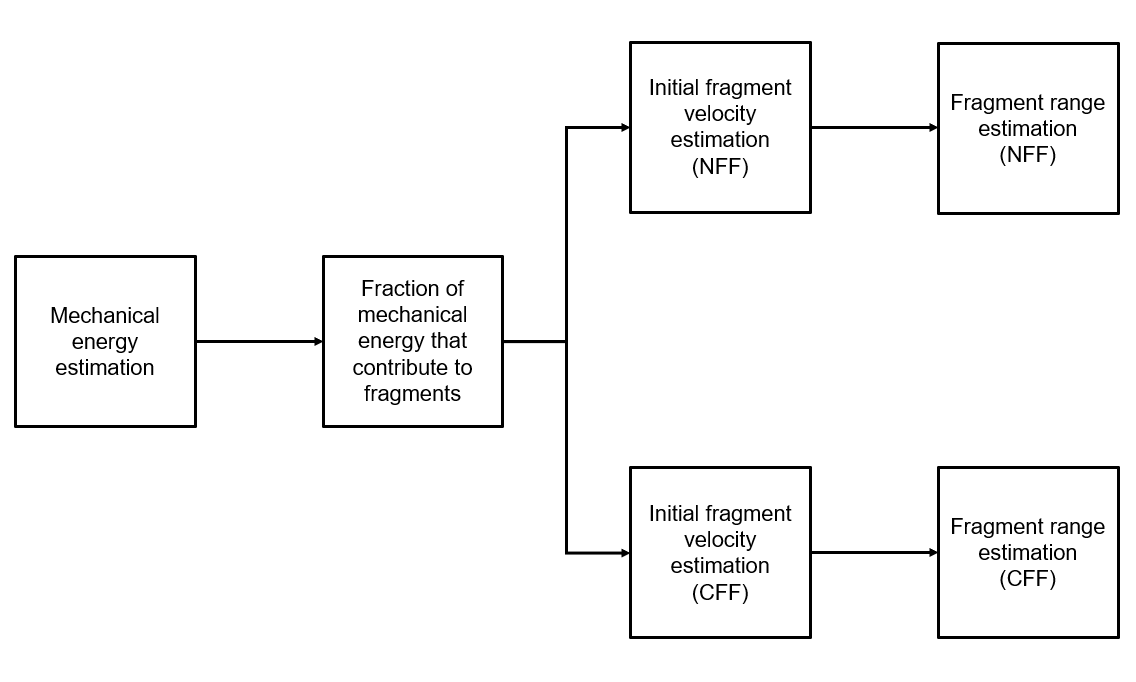 Mechanical
energy
estimation
Fraction of
mechanical
energy that
contribute to
fragments
Initial fragment
velocity
estimation
(NFF)
Fragment range
estimation
(NFF)
Initial fragment
velocity
estimation
(CFF)
Fragment range
estimation
(CFF)